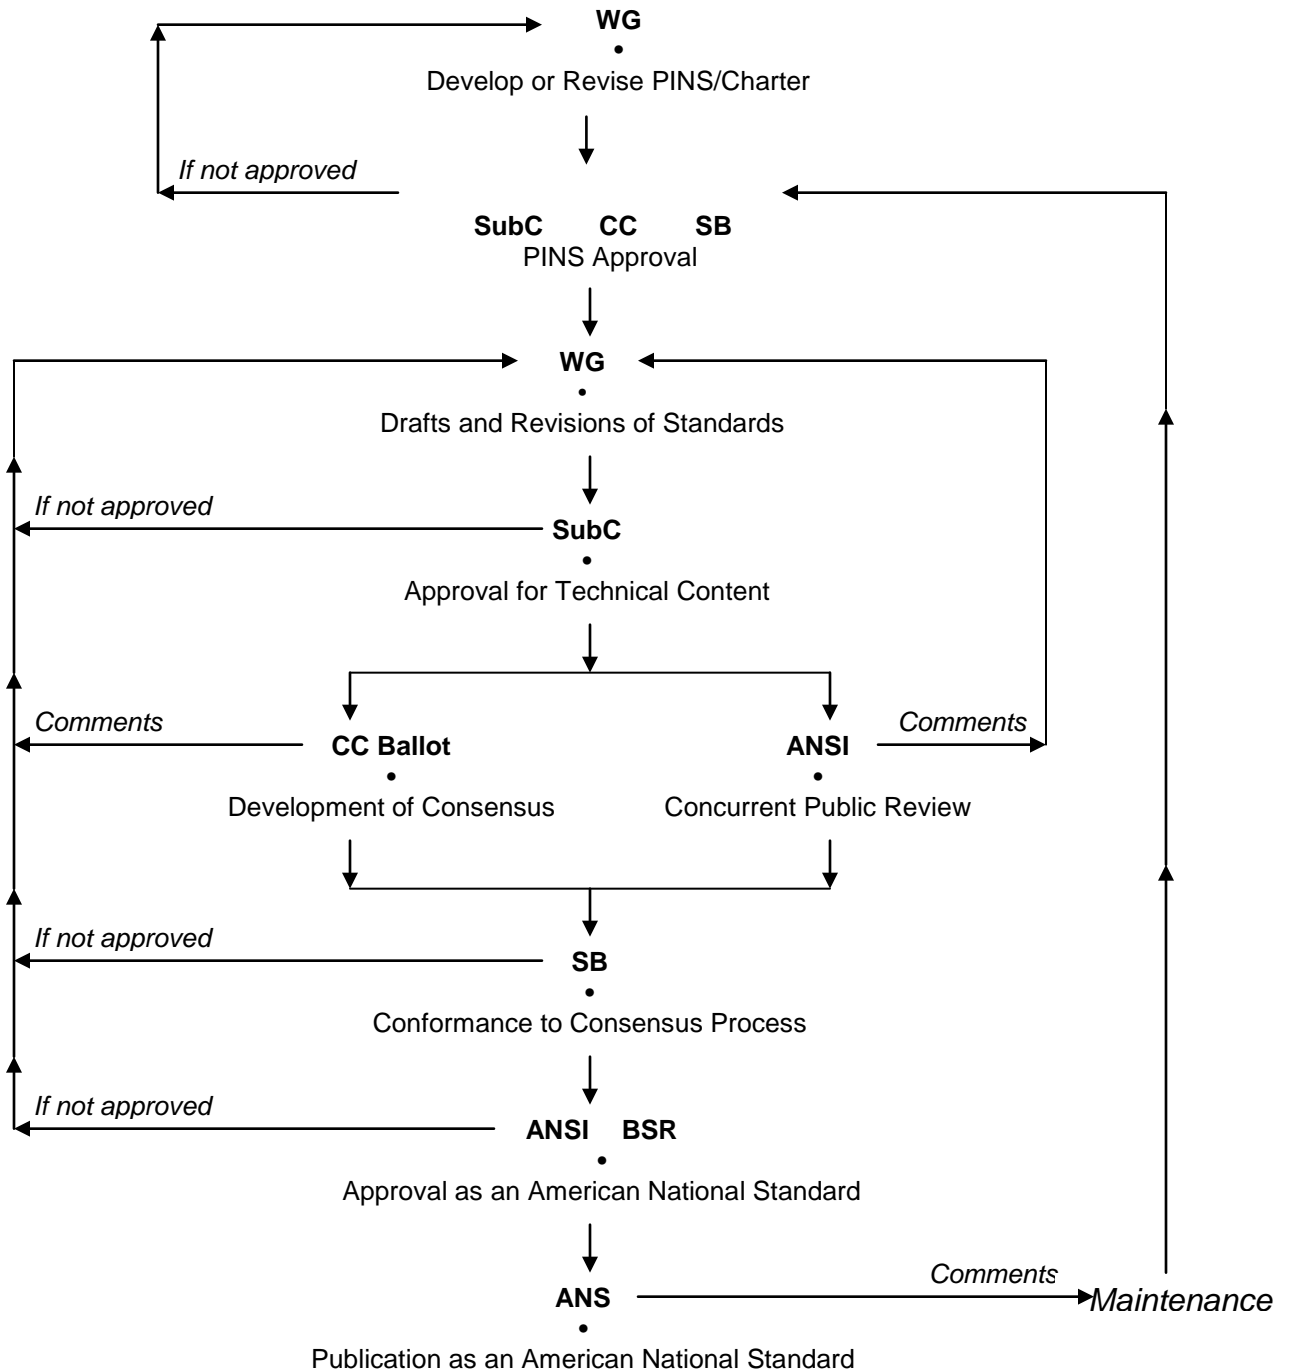 WG
•
Develop or Revise PINS/Charter
If not approved
SubC CC SB
PINS Approval
WG
•
Drafts and Revisions of Standards
If not approved
SubC
•
Approval for Technical Content
Comments
CC Ballot
•
Development of Consensus
ANSI
Comments
•
Concurrent Public Review
If not approved
SB
•
Conformance to Consensus Process
If not approved
ANSI BSR
•
Approval as an American National Standard
Comments
ANS
Maintenance
•
Publication as an American National Standard